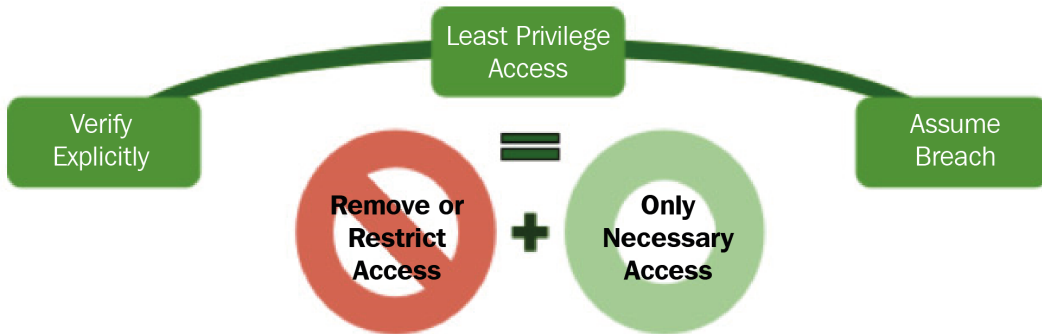 Least Privilege
Access
Verify
Explicitly
Assume
Breach
Remove or
Restrict
Access
Only
Necessary
Access